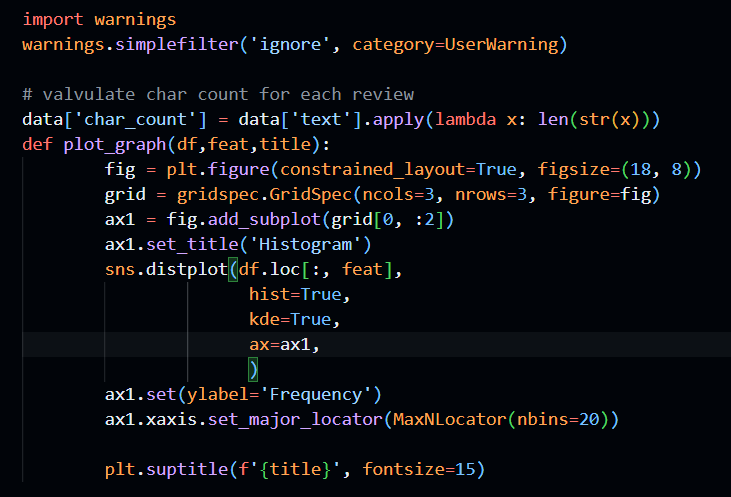 import warnings
warnings.simplefilter('ignore', category=UserWarning)

# valvulate char count for each review
data['char_count'] = data['text'].apply(lambda x: len(str(x)))
def plot_graph(df,feat,title):
        fig = plt.figure(constrained_layout=True, figsize=(18, 8))
        grid = gridspec.GridSpec(ncols=3, nrows=3, figure=fig)
        ax1 = fig.add_subplot(grid[0, :2])
        ax1.set_title('Histogram')
        sns.distplot(df.loc[:, feat],
                     hist=True,
                     kde=True,
                     ax=ax1,
                     )
        ax1.set(ylabel='Frequency')
        ax1.xaxis.set_major_locator(MaxNLocator(nbins=20))

        plt.suptitle(f'{title}', fontsize=15)